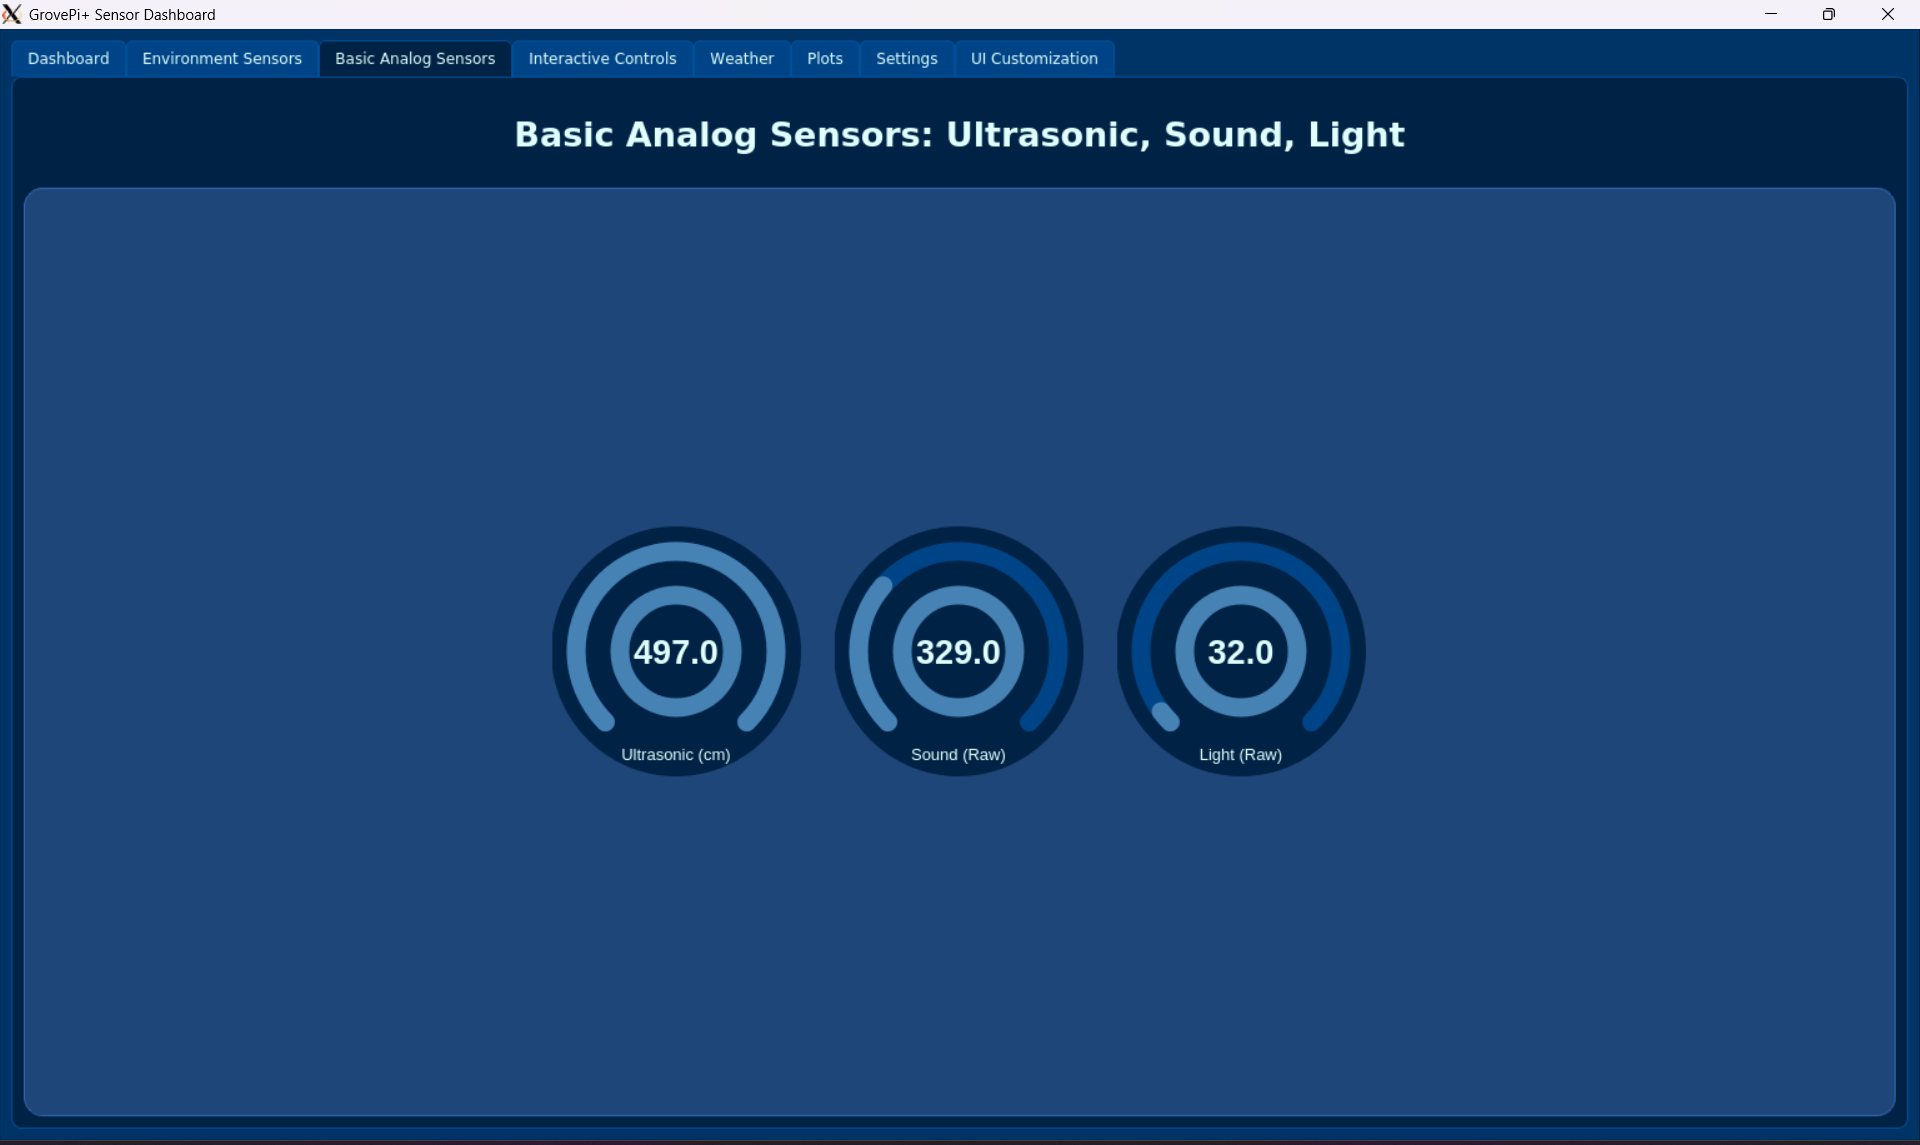 GrovePi+ Sensor Dashboard
Dashboard Environment Sensors Basic Analog Sensors Interactive Controls Weather Plots Settings UI Customization
Basic Analog Sensors: Ultrasonic, Sound, Light
497.0 329.0 32.0
Ultrasonic (cm) Sound (Raw) Light (Raw)